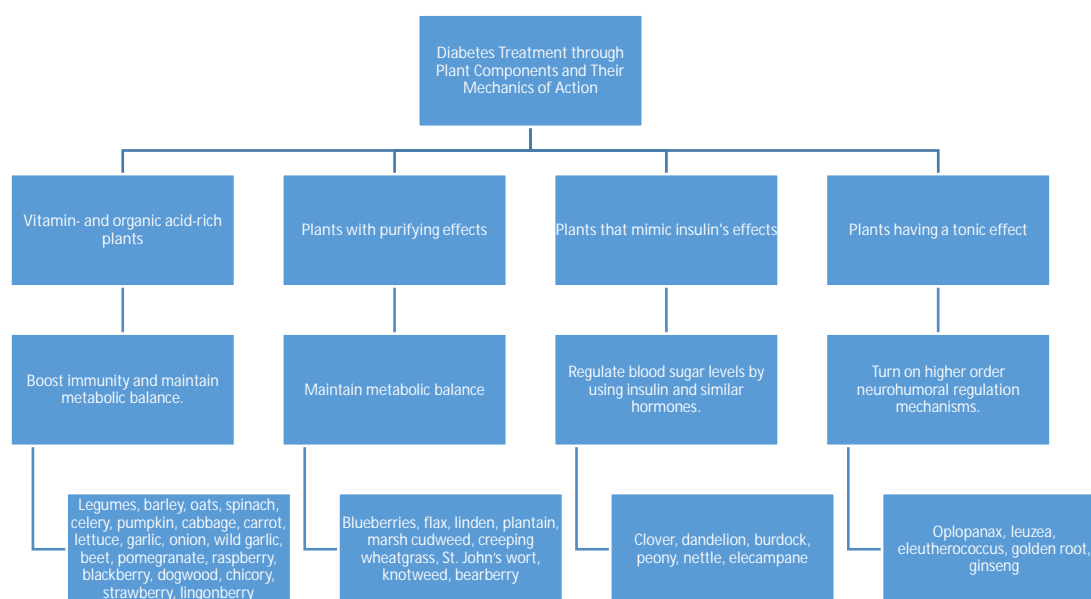 Diabetes Treatment through
Plant Components and Their
Mechanics of Action
Vitamin- and organic acid-rich
plants
Plants with purifying effects
Plants that mimic insulin's effects
Plants having a tonic effect
Boost immunity and maintain
metabolic balance.
Maintain metabolic balance
Regulate blood sugar levels by
using insulin and similar
hormones.
Turn on higher order
neurohumoral regulation
mechanisms.
Legumes, barley, oats, spinach,
celery, pumpkin, cabbage, carrot,
lettuce, garlic, onion, wild garlic,
beet, pomegranate, raspberry,
blackberry, dogwood, chicory,
strawberry, lingonberry
Blueberries, flax, linden, plantain,
marsh cudweed, creeping
wheatgrass, St. John's wort,
knotweed, bearberry
Clover, dandelion, burdock,
peony, nettle, elecampane
Oplopanax, leuzea,
eleutherococcus, golden root,
ginseng